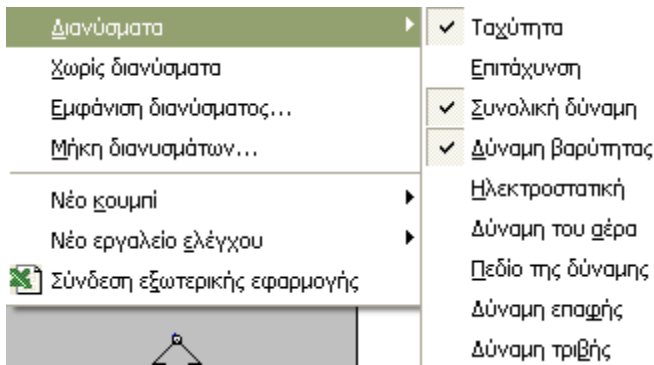 Διανύσματα
Χωρίς διανύσματα
Εμφάνιση διανύσματος...
Μήκη διανυσμάτων...
Νέο κουμπί
Νέο εργαλείο ελέγχου
Σύνδεση εξωτερικής εφαρμογής
Ταχύτητα
Επιτάχυνση
Συνολική δύναμη
Δύναμη βαρύτητας
Ηλεκτροστατική
Δύναμη του αέρα
Πεδίο της δύναμης
Δύναμη επαφής
Δύναμη τριβής